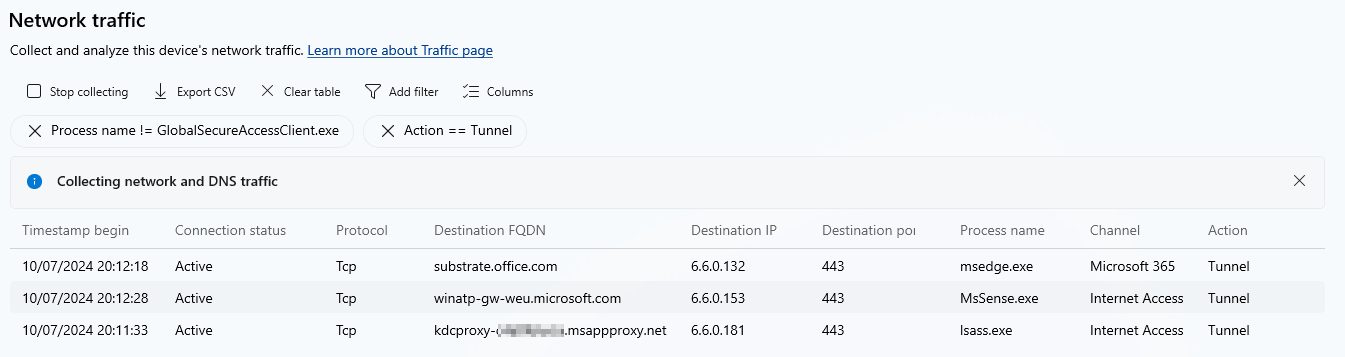 Network traffic
Collect and analyze this device's network traffic. Learn more about Traffic page
Stop collecting Export CSV Clear table Add filter Columns
Process name != GlobalSecureAccessClient.exe Action == Tunnel
Collecting network and DNS traffic
Timestamp begin Connection status Protocol Destination FQDN Destination IP Destination Process name Channel Action
10/07/2024 20:12:18 Active Tcp substrate.office.com 6.6.0.132 443 msedge.exe Microsoft 365 Tunnel
10/07/2024 20:12:28 Active Tcp winatp-gw-weu.microsoft.com 6.6.0.153 443 MsSense.exe Internet Access Tunnel
10/07/2024 20:11:33 Active Tcp kdcproxy- .msappproxy.net 6.6.0.181 443 lsass.exe Internet Access Tunnel